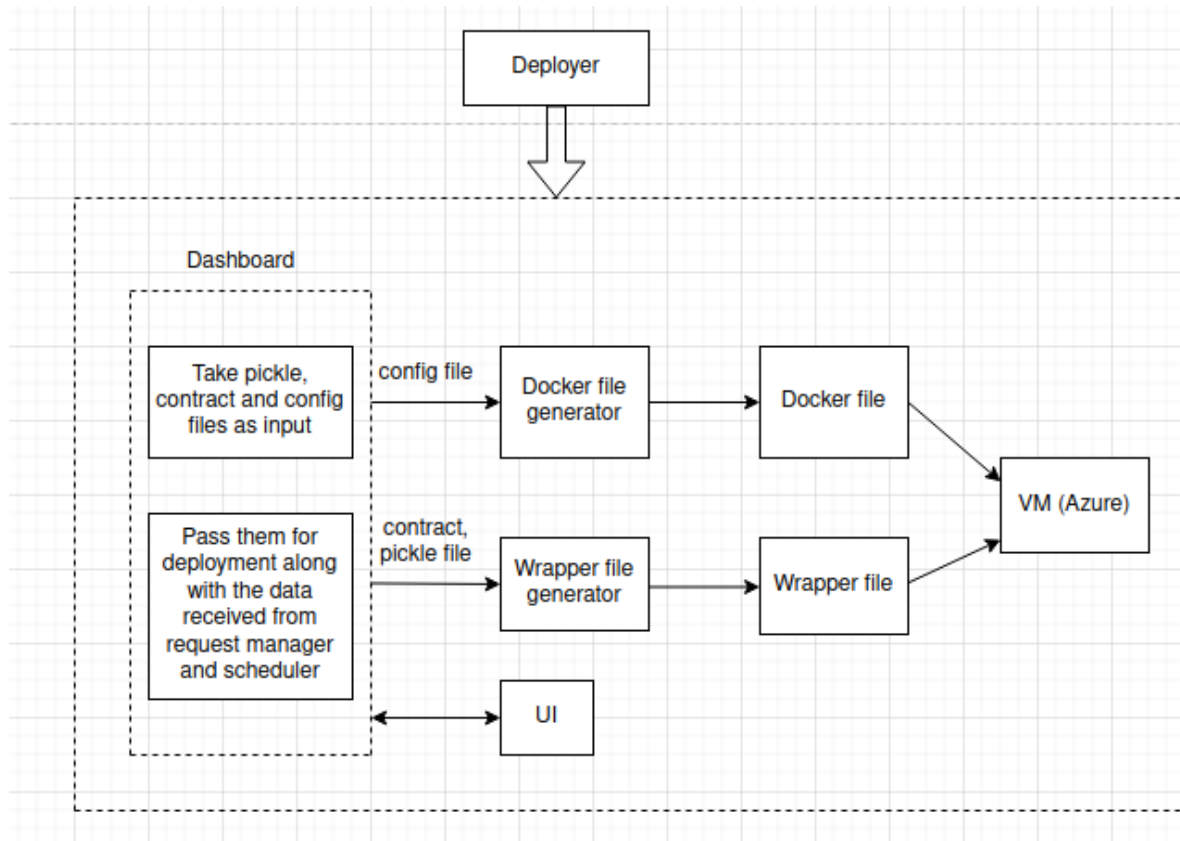 Deployer
Dashboard
Take pickle,
contract and config
files as input
config file
Docker file
generator
Docker file
VM (Azure)
Pass them for
deployment along
with the data
received from
request manager
and scheduler
contract,
pickle file
Wrapper file
generator
Wrapper file
UI